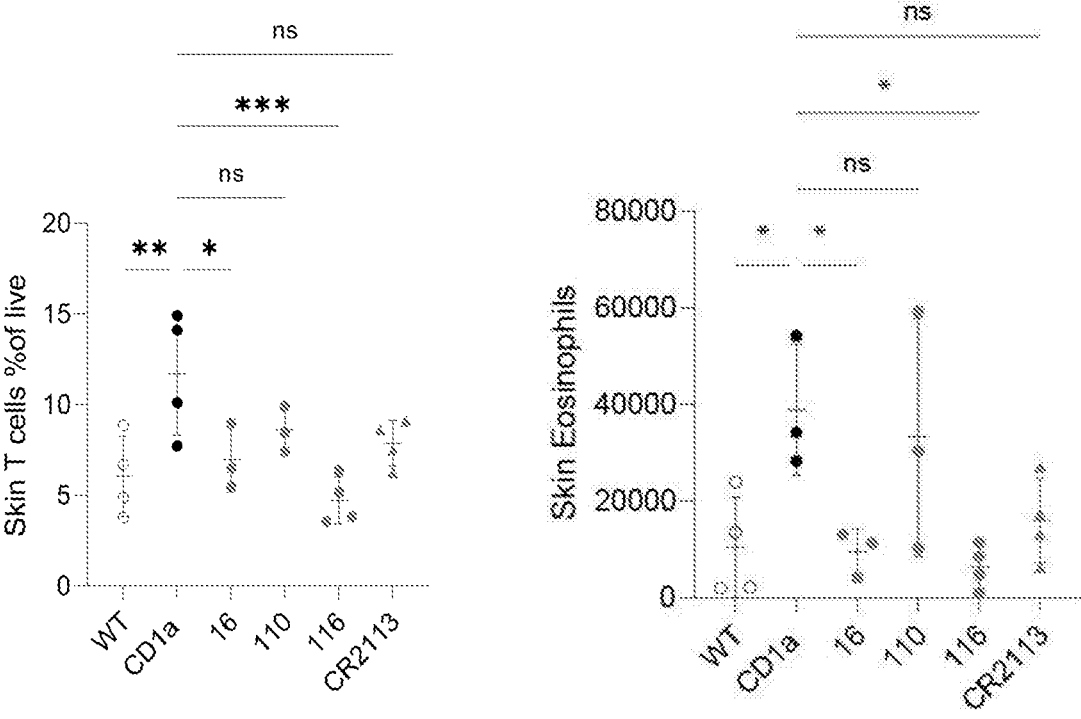 ns
***
ns
** *
Skin T cells %of live
20
15
10
5
0
WT
CD1a
16
110
116
CR2113
ns
*
ns
* *
Skin Eosinophils
80000
60000
40000
20000
0
WT
CD1a
16
110
116
CR2113